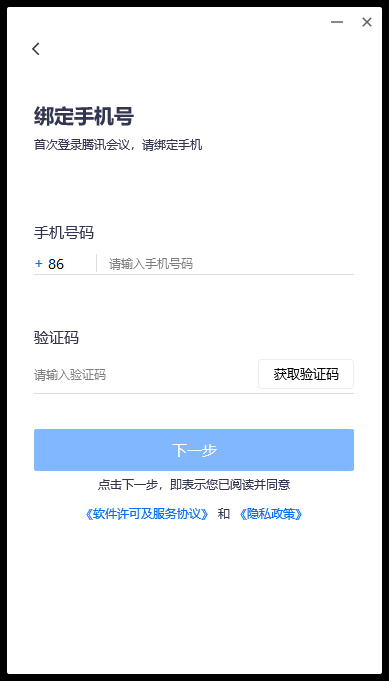 绑定手机号
首次登录腾讯会议，请绑定手机
手机号码
+ 86 请输入手机号码
验证码
请输入验证码 获取验证码
下一步
点击下一步，即表示您已阅读并同意
《软件许可及服务协议》 和 《隐私政策》